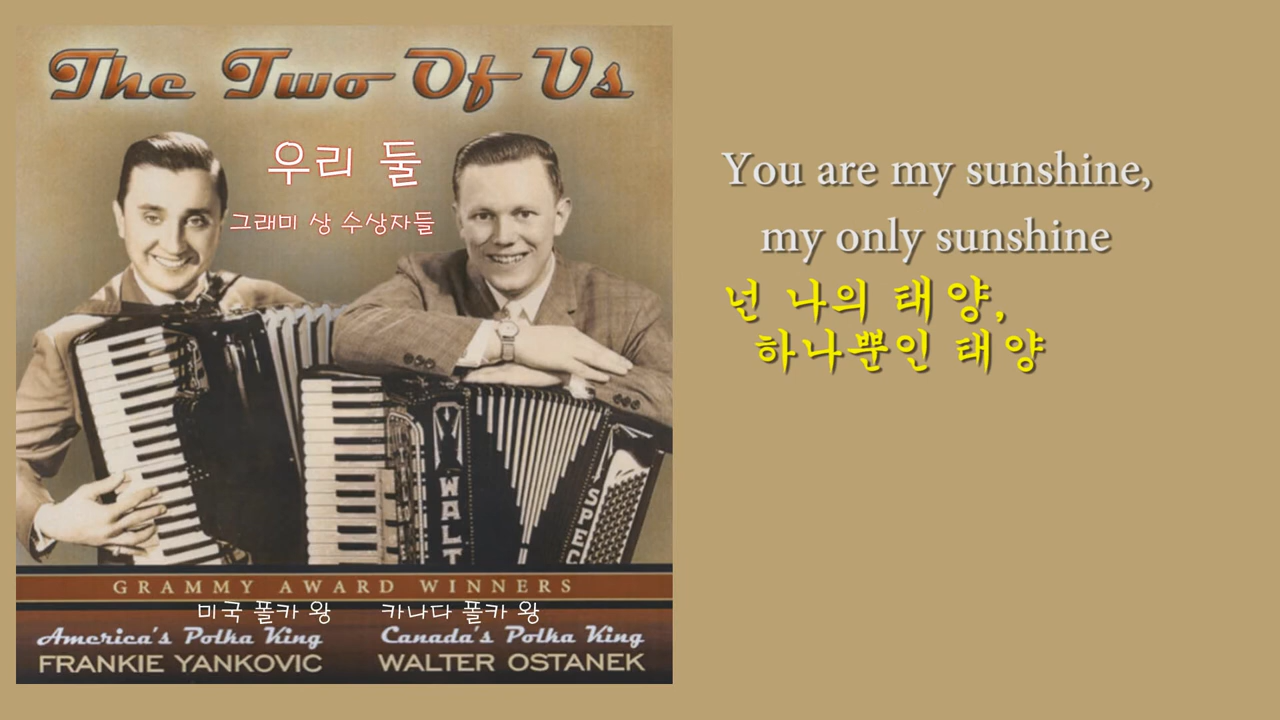 The Two Of Us
우리 둘
그래미 상 수상자들
WALT
SPEC
GRAMMY AWARD WINNERS
미국 폴카 왕
카나다 폴카 왕
America's Polka King
Canada's Polka King
FRANKIE YANKOVIC
WALTER OSTANEK
You are my sunshine,
my only sunshine
넌 나의 태양,
하나뿐인 태양